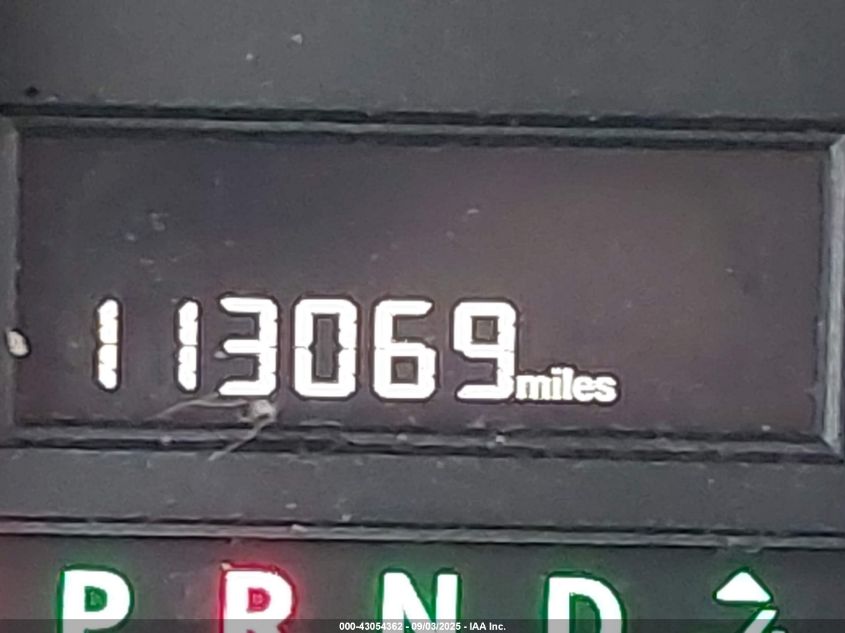 113069 miles
P R N D
000-43054362 - 09/03/2025 - IAA Inc.